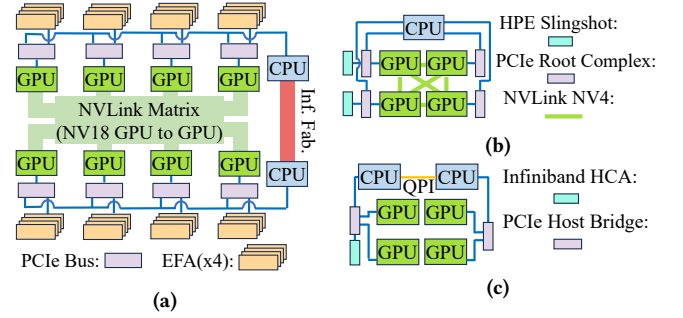 GPU GPU GPU GPU CPU
NVLink Matrix
(NV18 GPU to GPU)
Inf. Fab.
GPU GPU GPU GPU CPU
PCIe Bus: EFA(x4):
(a)
CPU
GPU GPU
GPU GPU
HPE Slingshot:
PCIe Root Complex:
NVLink NV4:
(b)
CPU QPI CPU
GPU GPU
GPU GPU
Infiniband HCA:
PCIe Host Bridge:
(c)